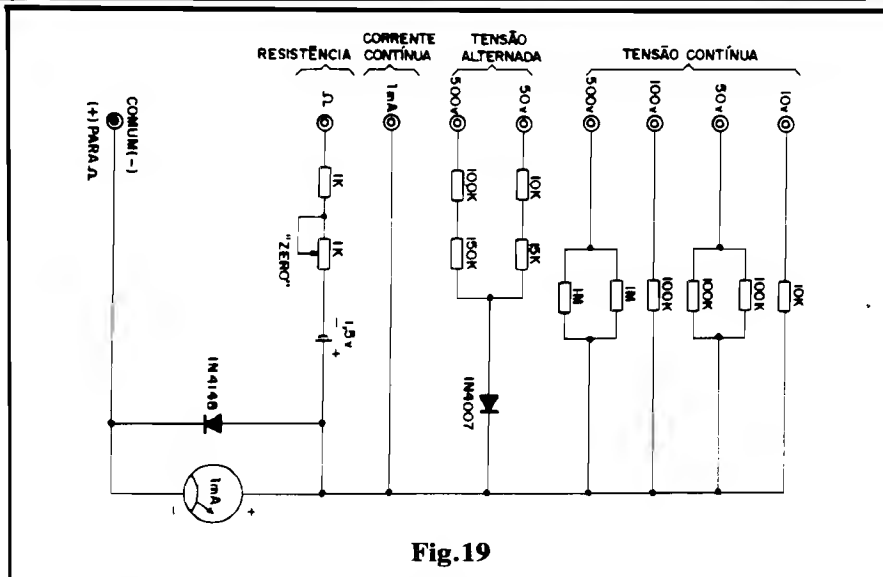 RESISTÊNCIA
CORRENTE
CONTÍNUA
TENSÃO
ALTERNADA
TENSÃO CONTÍNUA
COMUM(-)
(+) PARA Ω
Ω
1mA
500v
50v
500v
100v
50v
10v
1K
1K
"ZERO"
- 1,5v +
100K
150K
10K
15K
1N4007
1M
1M
100K
100K
100K
10K
1N4148
- 1mA +
Fig.19